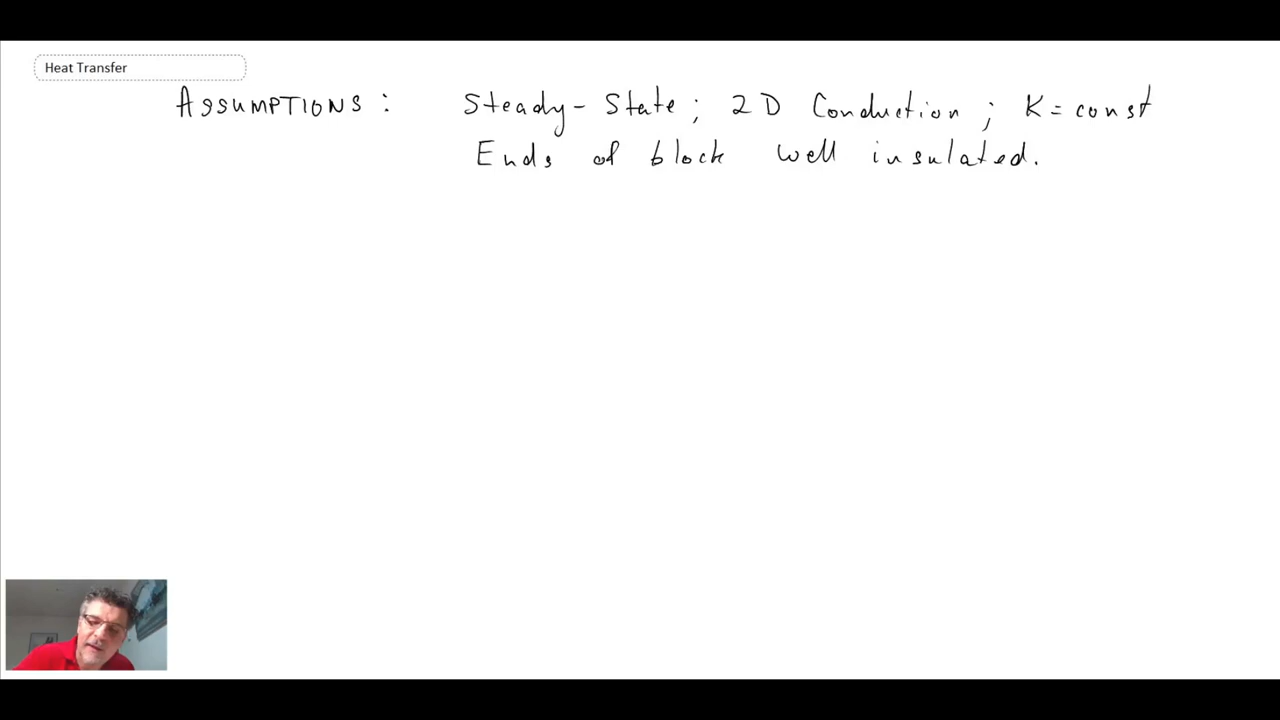 Heat Transfer
ASSUMPTIONS: Steady-State; 2D Conduction; K = const
Ends of block well insulated.